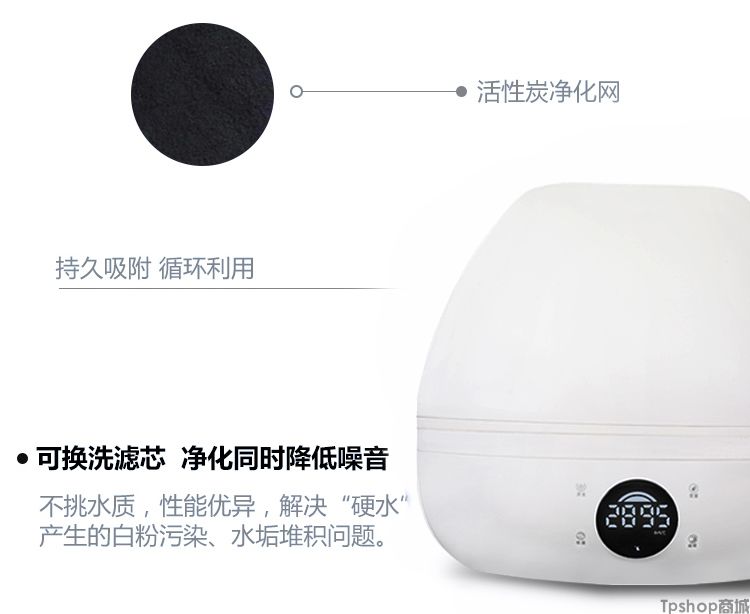 活性炭净化网
持久吸附 循环利用
可换洗滤芯 净化同时降低噪音
不挑水质，性能优异，解决“硬水”
产生的白粉污染、水垢堆积问题。
2895
Tpshop商城